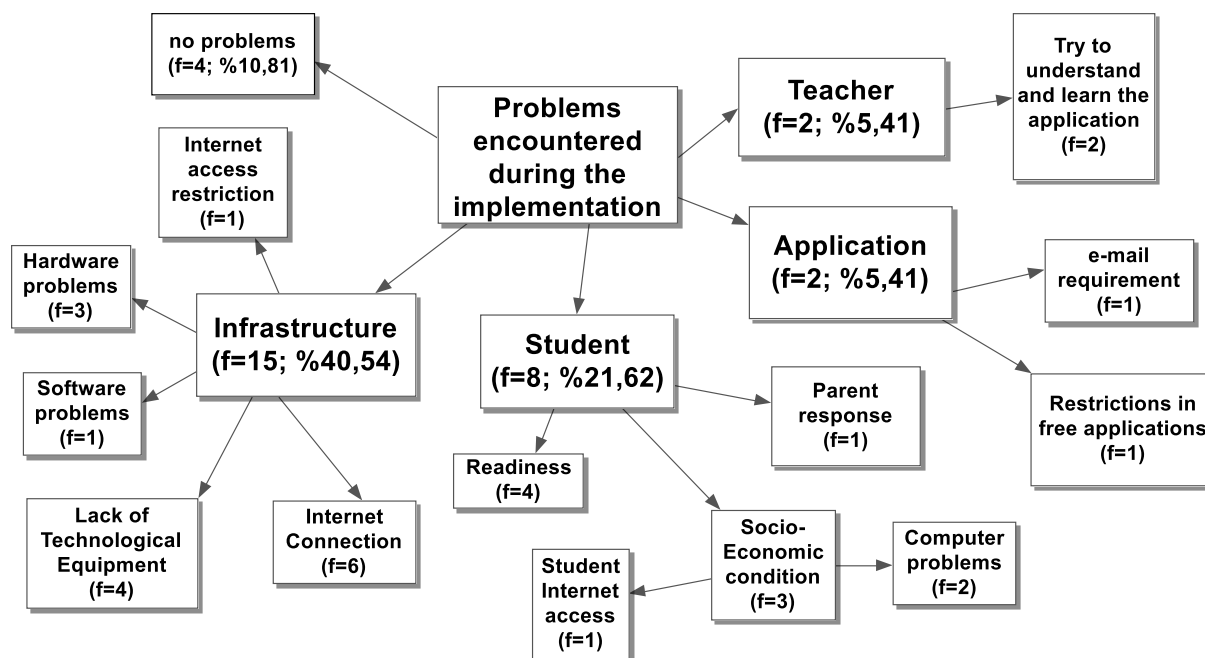 no problems
(f=4; %10,81)
Problems
encountered
during the
implementation
Teacher
(f=2; %5,41)
Try to
understand
and learn the
application
(f=2)
Internet
access
restriction
(f=1)
Application
(f=2; %5,41)
e-mail
requirement
(f=1)
Hardware
problems
(f=3)
Infrastructure
(f=15; %40,54)
Student
(f=8; %21,62)
Software
problems
(f=1)
Parent
response
(f=1)
Restrictions in
free applications
(f=1)
Readiness
(f=4)
Lack of
Technological
Equipment
(f=4)
Internet
Connection
(f=6)
Socio-
Economic
condition
(f=3)
Computer
problems
(f=2)
Student
Internet
access
(f=1)